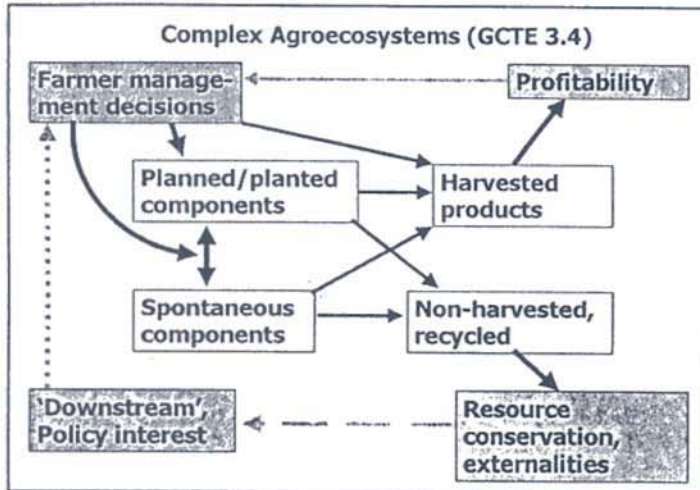 Complex Agroecosystems (GCTE 3.4)
Farmer manage-
ment decisions
Profitability
Planned/planted
components
Harvested
products
Spontaneous
components
Non-harvested,
recycled
'Downstream',
Policy interest
Resource
conservation,
externalities